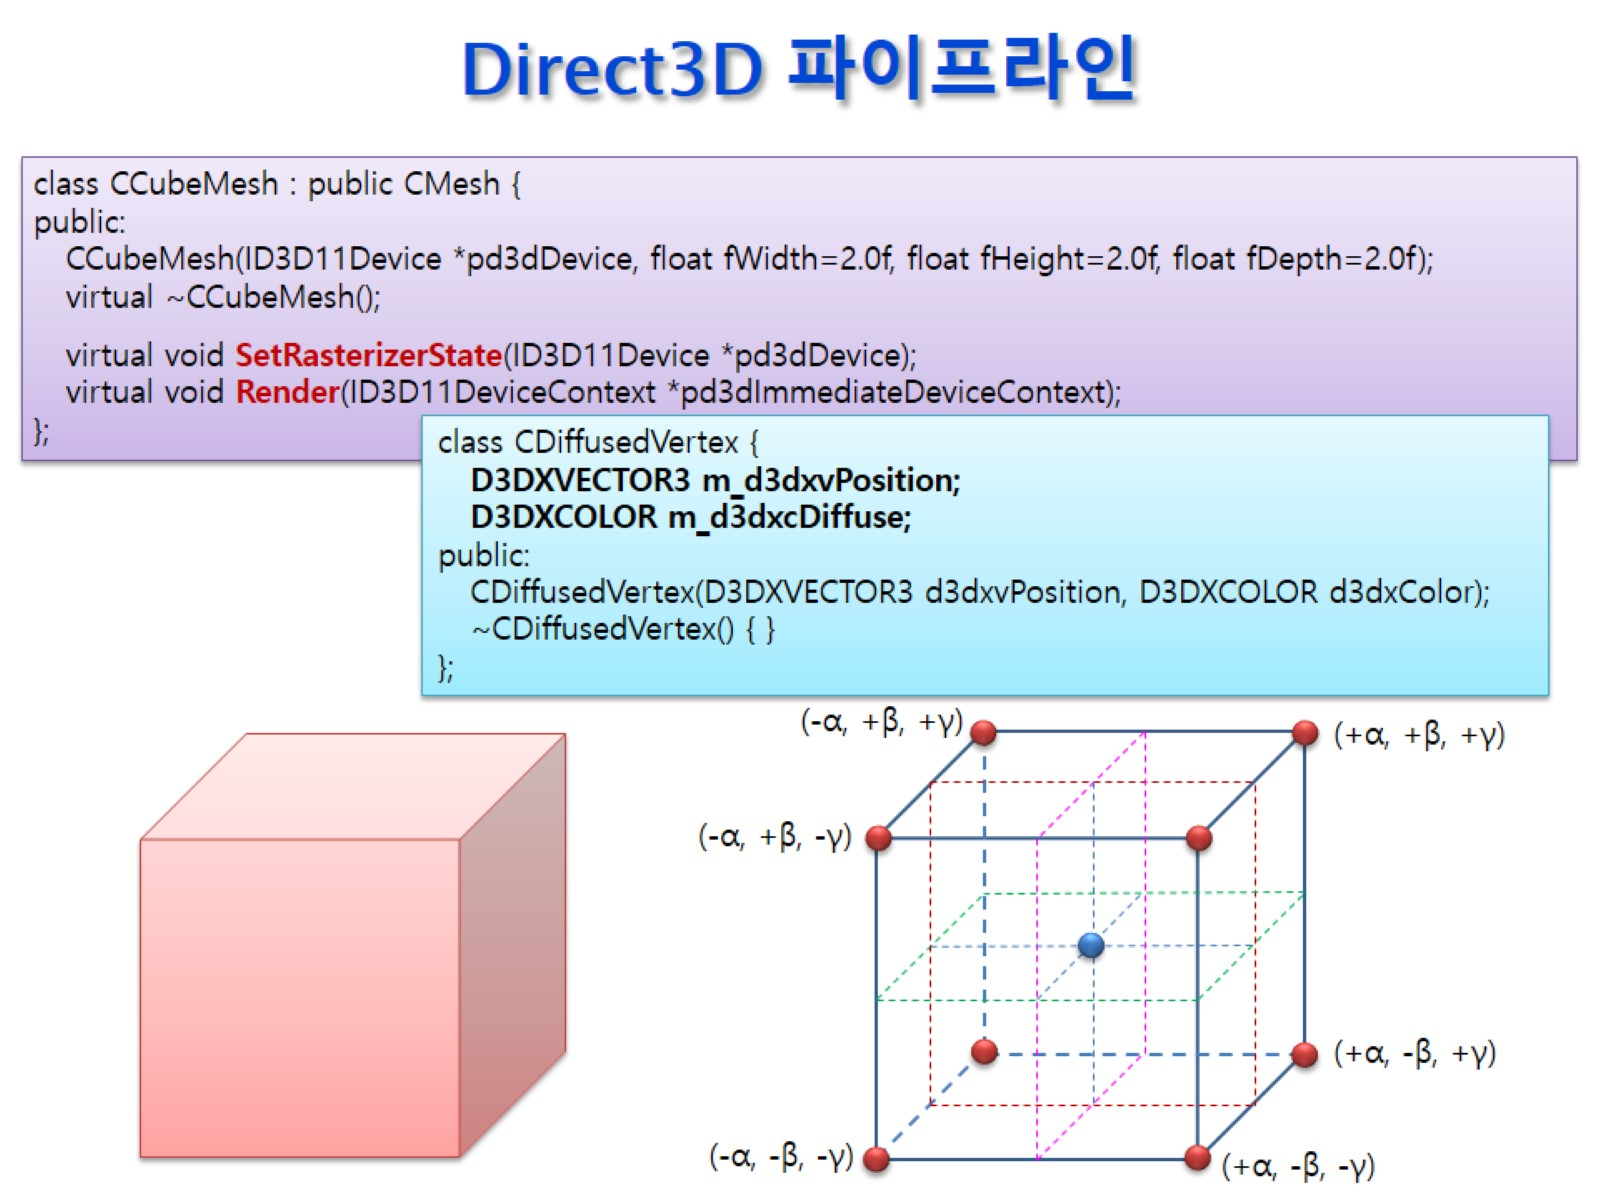 Direct3D 파이프라인
class CCubeMesh : public CMesh {
public:
CCubeMesh(ID3D11Device *pd3dDevice, float fWidth=2.0f, float fHeight=2.0f, float fDepth=2.0f);
virtual ~CCubeMesh();
virtual void SetRasterizerState(ID3D11Device *pd3dDevice);
virtual void Render(ID3D11DeviceContext *pd3dImmediateDeviceContext);
};
class CDiffusedVertex {
D3DXVECTOR3 m_d3dxvPosition;
D3DXCOLOR m_d3dxcDiffuse;
public:
CDiffusedVertex(D3DXVECTOR3 d3dxvPosition, D3DXCOLOR d3dxColor);
~CDiffusedVertex() { }
};
(-α, +β, +γ)
(+α, +β, +γ)
(-α, +β, -γ)
(+α, -β, +γ)
(-α, -β, -γ)
(+α, -β, -γ)